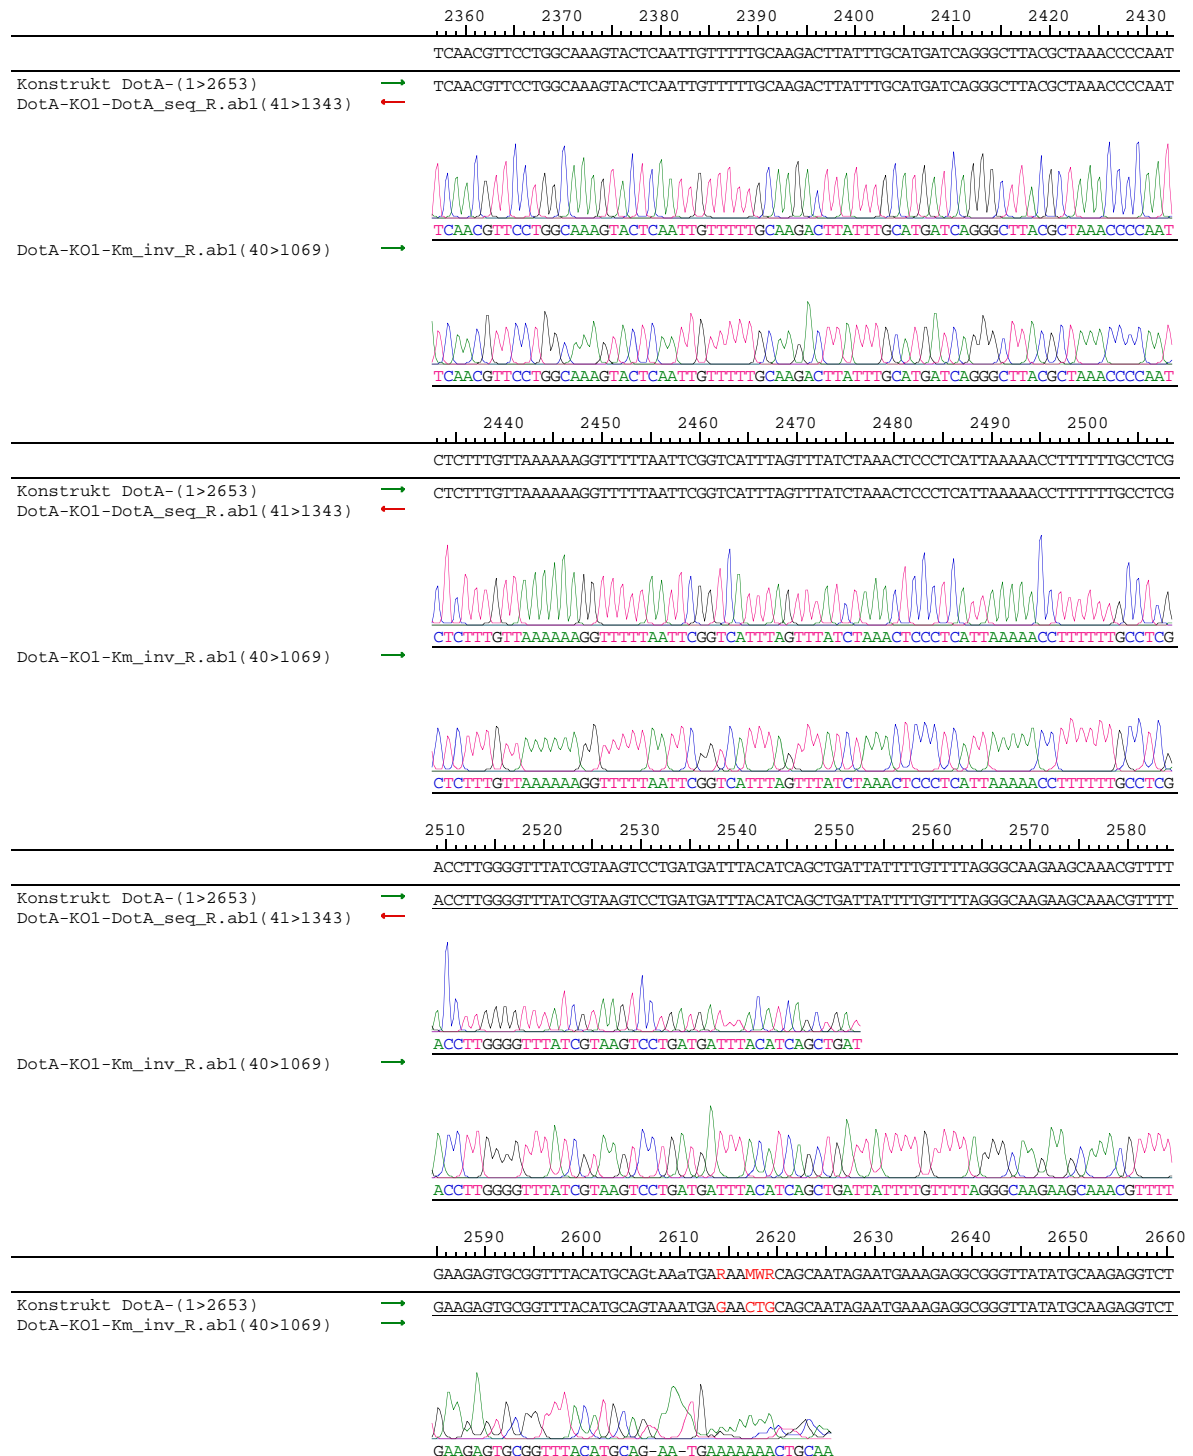 2360 2370 2380 2390 2400 2410 2420 2430
TCAACGTTCCTGGCAAAGTACTCAATTGTTTTTGCAAGACTTATTTGCATGATCAGGGCTTACGCTAAACCCCAAT
Konstrukt DotA-(1>2653) TCAACGTTCCTGGCAAAGTACTCAATTGTTTTTGCAAGACTTATTTGCATGATCAGGGCTTACGCTAAACCCCAAT
DotA-KO1-DotA_seq_R.ab1(41>1343)
TCAACGTTCCTGGCAAAGTACTCAATTGTTTTTGCAAGACTTATTTGCATGATCAGGGCTTACGCTAAACCCCAAT
DotA-KO1-Km_inv_R.ab1(40>1069)
TCAACGTTCCTGGCAAAGTACTCAATTGTTTTTGCAAGACTTATTTGCATGATCAGGGCTTACGCTAAACCCCAAT
2440 2450 2460 2470 2480 2490 2500
CTCTTTGTTAAAAAAGGTTTTTAATTCGGTCATTTAGTTTATCTAAACTCCCTCATTAAAAACCTTTTTTGCCTCG
Konstrukt DotA-(1>2653) CTCTTTGTTAAAAAAGGTTTTTAATTCGGTCATTTAGTTTATCTAAACTCCCTCATTAAAAACCTTTTTTGCCTCG
DotA-KO1-DotA_seq_R.ab1(41>1343)
CTCTTTGTTAAAAAAGGTTTTTAATTCGGTCATTTAGTTTATCTAAACTCCCTCATTAAAAACCTTTTTTGCCTCG
DotA-KO1-Km_inv_R.ab1(40>1069)
CTCTTTGTTAAAAAAGGTTTTTAATTCGGTCATTTAGTTTATCTAAACTCCCTCATTAAAAACCTTTTTTGCCTCG
2510 2520 2530 2540 2550 2560 2570 2580
ACCTTGGGGTTTATCGTAAGTCCTGATGATTTACATCAGCTGATTATTTTGTTTTAGGGCAAGAAGCAAACGTTTT
Konstrukt DotA-(1>2653) ACCTTGGGGTTTATCGTAAGTCCTGATGATTTACATCAGCTGATTATTTTGTTTTAGGGCAAGAAGCAAACGTTTT
DotA-KO1-DotA_seq_R.ab1(41>1343)
ACCTTGGGGTTTATCGTAAGTCCTGATGATTTACATCAGCTGAT
DotA-KO1-Km_inv_R.ab1(40>1069)
ACCTTGGGGTTTATCGTAAGTCCTGATGATTTACATCAGCTGATTATTTTGTTTTAGGGCAAGAAGCAAACGTTTT
2590 2600 2610 2620 2630 2640 2650 2660
GAAGAGTGCGGTTTACATGCAGtAAaTGARAAMWRCAGCAATAGAATGAAAGAGGCGGGTTATATGCAAGAGGTCT
Konstrukt DotA-(1>2653) GAAGAGTGCGGTTTACATGCAGTAAATGAGAACTGCAGCAATAGAATGAAAGAGGCGGGTTATATGCAAGAGGTCT
DotA-KO1-Km_inv_R.ab1(40>1069)
GAAGAGTGCGGTTTACATGCAG-AA-TGAAAAAAACTGCAA